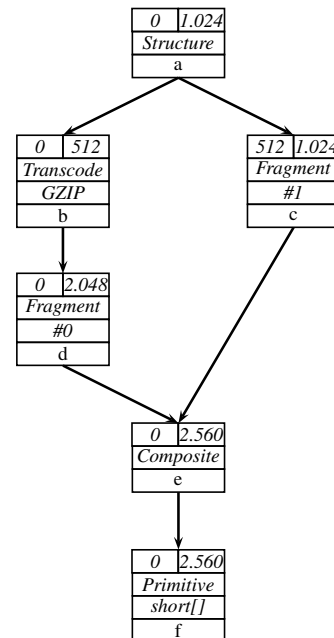 0 1.024
Structure
a
0 512
Transcode
GZIP
b
512 1.024
Fragment
#1
c
0 2.048
Fragment
#0
d
0 2.560
Composite
e
0 2.560
Primitive
short[]
f